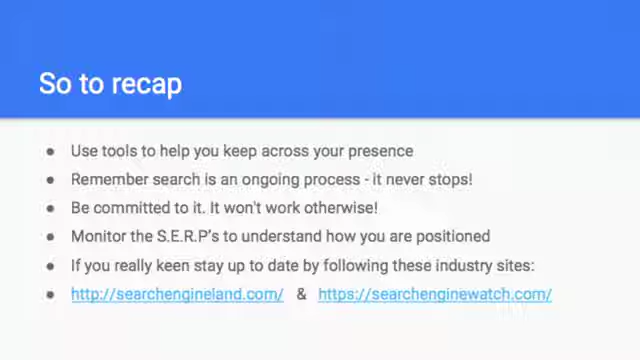 So to recap
● Use tools to help you keep across your presence
● Remember search is an ongoing process - it never stops!
● Be committed to it. It won't work otherwise!
● Monitor the S.E.R.P's to understand how you are positioned
● If you really keen stay up to date by following these industry sites:
● http://searchengineland.com/ & https://searchenginewatch.com/